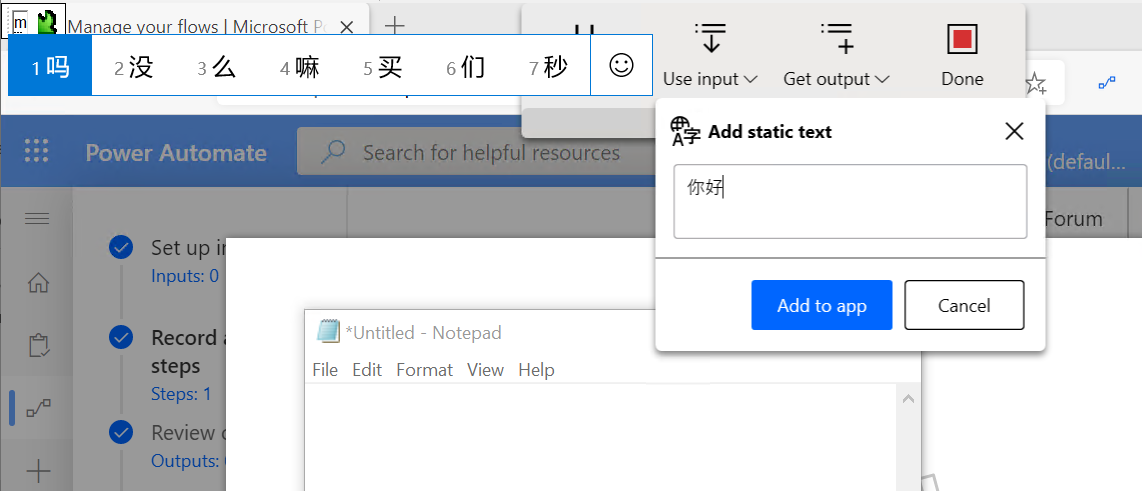 m
Manage your flows | Microsoft Po
1 吗 2 没 3 么 4 嘛 5 买 6 们 7 秒
Use input
Get output
Done
Add static text
你好
Add to app
Cancel
Power Automate
Search for helpful resources
(defaul...
Forum
Set up in
Inputs: 0
Record a
steps
Steps: 1
Review o
Outputs:
*Untitled - Notepad
File Edit Format View Help